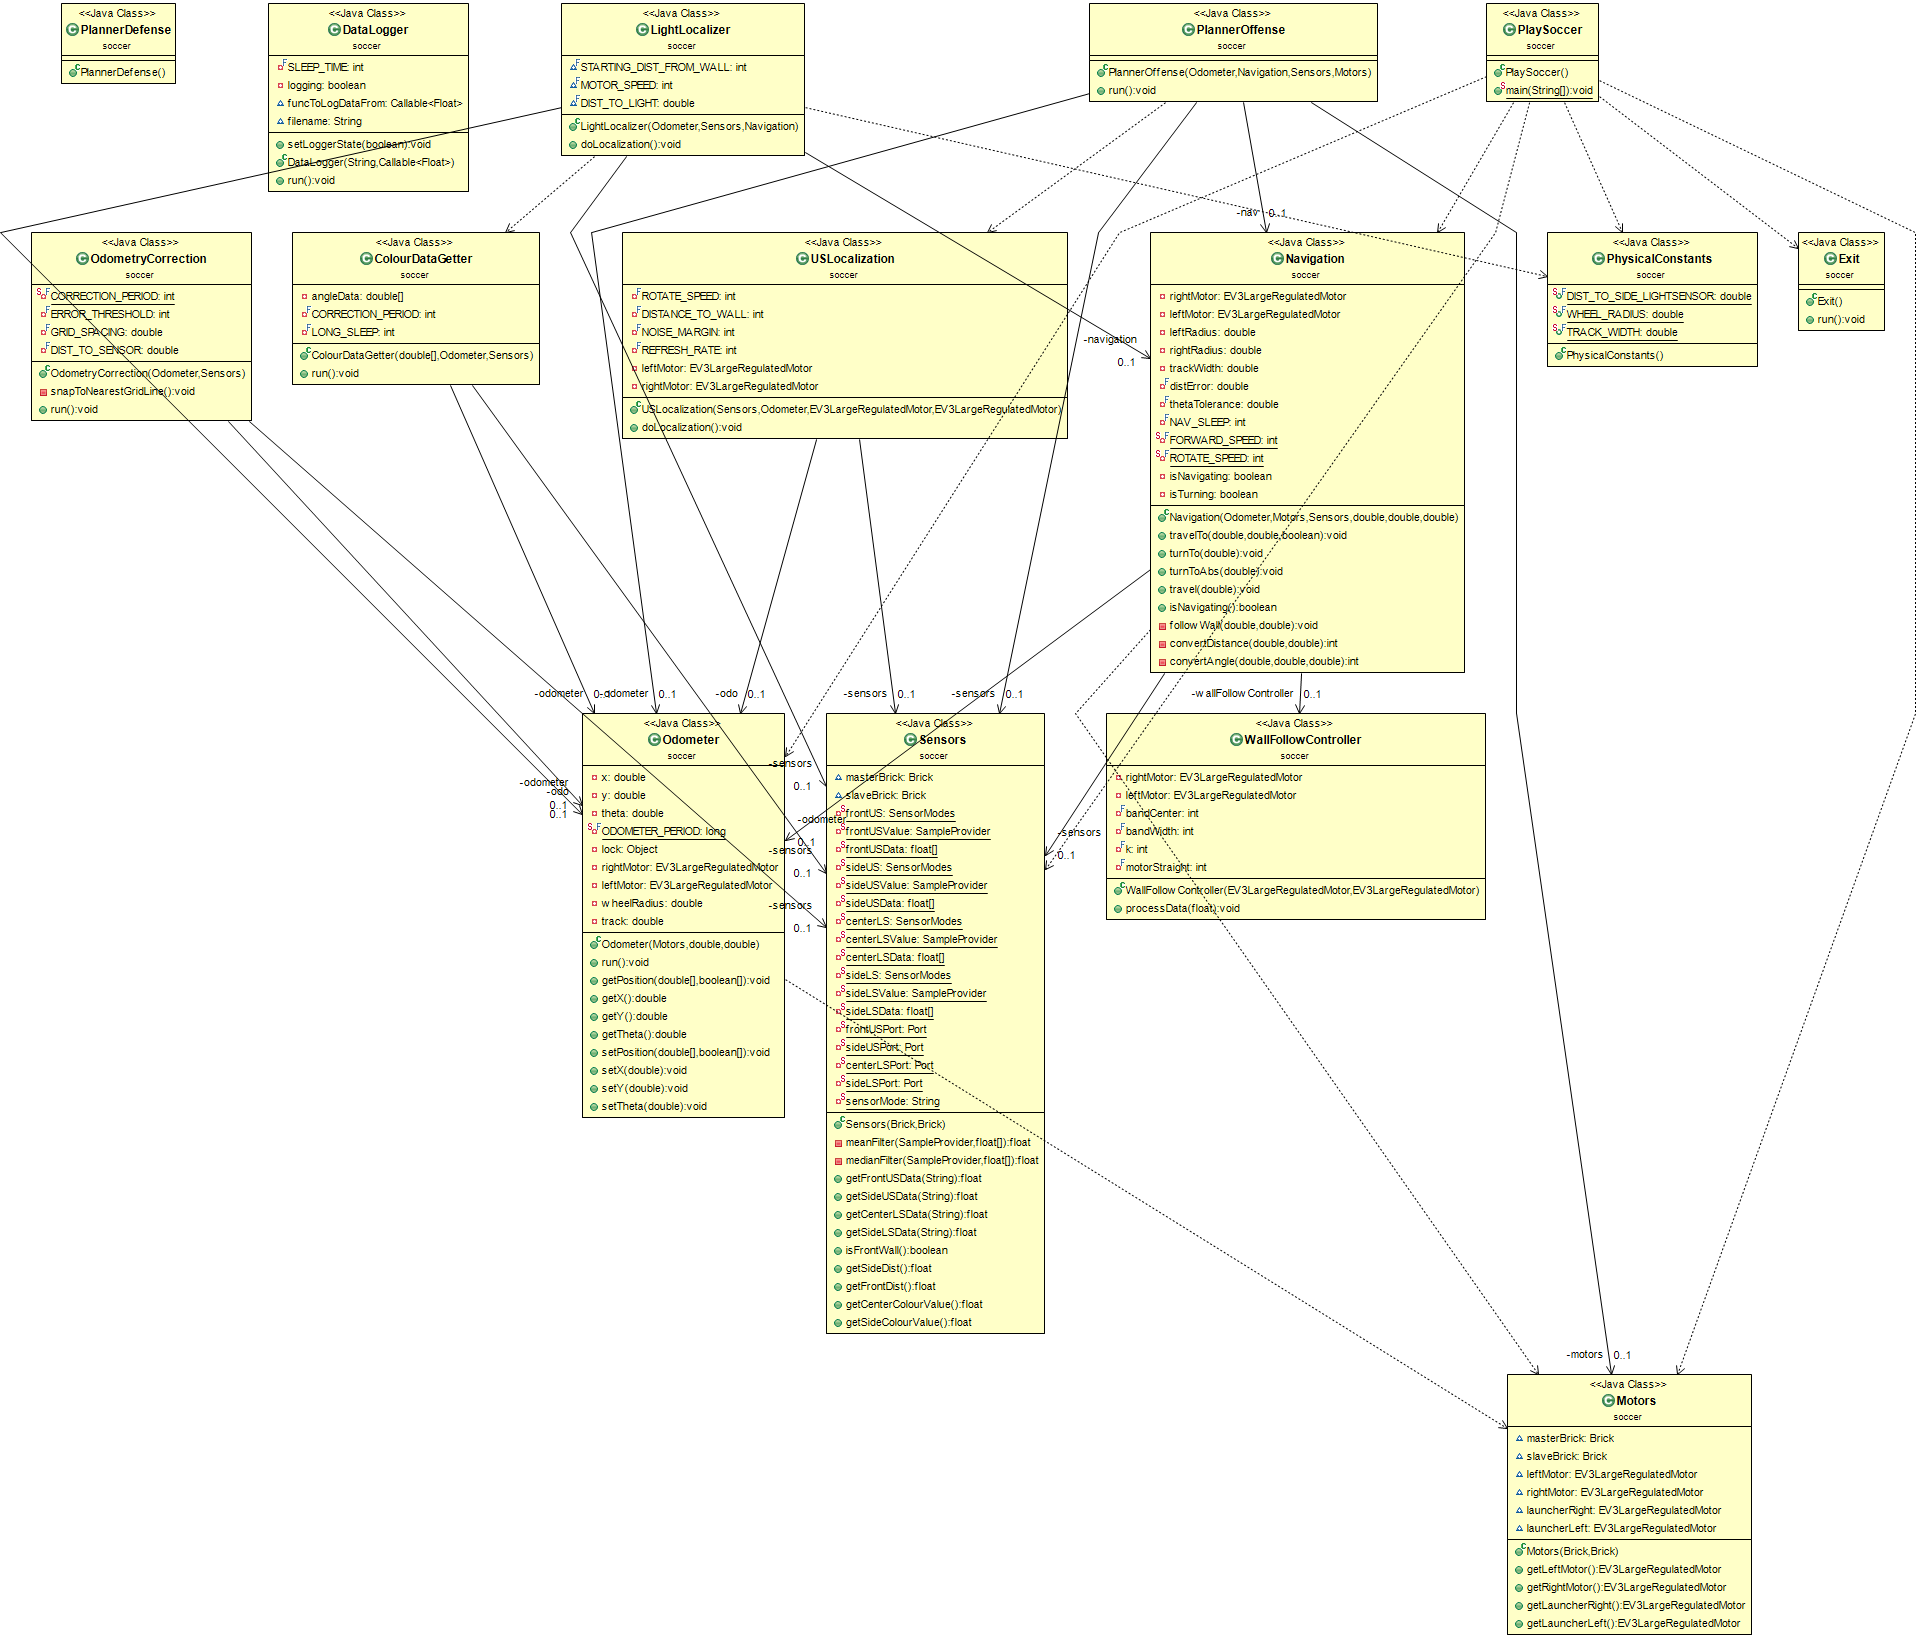 <<Java Class>>
PlannerDefense
soccer
PlannerDefense()
<<Java Class>>
DataLogger
soccer
SLEEP_TIME: int
logging: boolean
funcToLogDataFrom: Callable<Float>
filename: String
setLoggerState(boolean):void
DataLogger(String,Callable<Float>)
run():void
<<Java Class>>
LightLocalizer
soccer
STARTING_DIST_FROM_WALL: int
MOTOR_SPEED: int
DIST_TO_LIGHT: double
LightLocalizer(Odometer,Sensors,Navigation)
doLocalization():void
<<Java Class>>
PlannerOffense
soccer
PlannerOffense(Odometer,Navigation,Sensors,Motors)
run():void
<<Java Class>>
PlaySoccer
soccer
PlaySoccer()
main(String[]):void
-nav 0..1
<<Java Class>>
OdometryCorrection
soccer
CORRECTION_PERIOD: int
ERROR_THRESHOLD: int
GRID_SPACING: double
DIST_TO_SENSOR: double
OdometryCorrection(Odometer,Sensors)
snapToNearestGridLine():void
run():void
<<Java Class>>
ColourDataGetter
soccer
angleData: double[]
CORRECTION_PERIOD: int
LONG_SLEEP: int
ColourDataGetter(double[],Odometer,Sensors)
run():void
<<Java Class>>
USLocalization
soccer
ROTATE_SPEED: int
DISTANCE_TO_WALL: int
NOISE_MARGIN: int
REFRESH_RATE: int
leftMotor: EV3LargeRegulatedMotor
rightMotor: EV3LargeRegulatedMotor
USLocalization(Sensors,Odometer,EV3LargeRegulatedMotor,EV3LargeRegulatedMotor)
doLocalization():void
-navigation
0..1
<<Java Class>>
Navigation
soccer
rightMotor: EV3LargeRegulatedMotor
leftMotor: EV3LargeRegulatedMotor
leftRadius: double
rightRadius: double
trackWidth: double
distError: double
thetaTolerance: double
NAV_SLEEP: int
FORWARD_SPEED: int
ROTATE_SPEED: int
isNavigating: boolean
isTurning: boolean
Navigation(Odometer,Motors,Sensors,double,double,double)
travelTo(double,double,boolean):void
turnTo(double):void
turnToAbs(double):void
travel(double):void
isNavigating():boolean
followWall(double,double):void
convertDistance(double,double):int
convertAngle(double,double,double):int
<<Java Class>>
PhysicalConstants
soccer
DIST_TO_SIDE_LIGHTSENSOR: double
WHEEL_RADIUS: double
TRACK_WIDTH: double
PhysicalConstants()
<<Java Class>>
Exit
soccer
Exit()
run():void
-odometer 0..1
-odometer 0..1
-odo 0..1
-sensors 0..1
-sensors 0..1
-wallFollowController 0..1
-odometer
-odo
0..1
0..1
<<Java Class>>
Odometer
soccer
x: double
y: double
theta: double
ODOMETER_PERIOD: long
lock: Object
rightMotor: EV3LargeRegulatedMotor
leftMotor: EV3LargeRegulatedMotor
wheelRadius: double
track: double
Odometer(Motors,double,double)
run():void
getPosition(double[],boolean[]):void
getX():double
getY():double
getTheta():double
setPosition(double[],boolean[]):void
setX(double):void
setY(double):void
setTheta(double):void
-sensors
0..1
-odometer
0..1
-sensors
0..1
-sensors
0..1
<<Java Class>>
Sensors
soccer
masterBrick: Brick
slaveBrick: Brick
frontUS: SensorModes
frontUSValue: SampleProvider
frontUSData: float[]
sideUS: SensorModes
sideUSValue: SampleProvider
sideUSData: float[]
centerLS: SensorModes
centerLSValue: SampleProvider
centerLSData: float[]
sideLS: SensorModes
sideLSValue: SampleProvider
sideLSData: float[]
frontUSPort: Port
sideUSPort: Port
centerLSPort: Port
sideLSPort: Port
sensorMode: String
Sensors(Brick,Brick)
meanFilter(SampleProvider,float[]):float
medianFilter(SampleProvider,float[]):float
getFrontUSData(String):float
getSideUSData(String):float
getCenterLSData(String):float
getSideLSData(String):float
isFrontWall():boolean
getSideDist():float
getFrontDist():float
getCenterColourValue():float
getSideColourValue():float
-sensors
0..1
<<Java Class>>
WallFollowController
soccer
rightMotor: EV3LargeRegulatedMotor
leftMotor: EV3LargeRegulatedMotor
bandCenter: int
bandWidth: int
k: int
motorStraight: int
WallFollowController(EV3LargeRegulatedMotor,EV3LargeRegulatedMotor)
processData(float):void
-motors 0..1
<<Java Class>>
Motors
soccer
masterBrick: Brick
slaveBrick: Brick
leftMotor: EV3LargeRegulatedMotor
rightMotor: EV3LargeRegulatedMotor
launcherRight: EV3LargeRegulatedMotor
launcherLeft: EV3LargeRegulatedMotor
Motors(Brick,Brick)
getLeftMotor():EV3LargeRegulatedMotor
getRightMotor():EV3LargeRegulatedMotor
getLauncherRight():EV3LargeRegulatedMotor
getLauncherLeft():EV3LargeRegulatedMotor